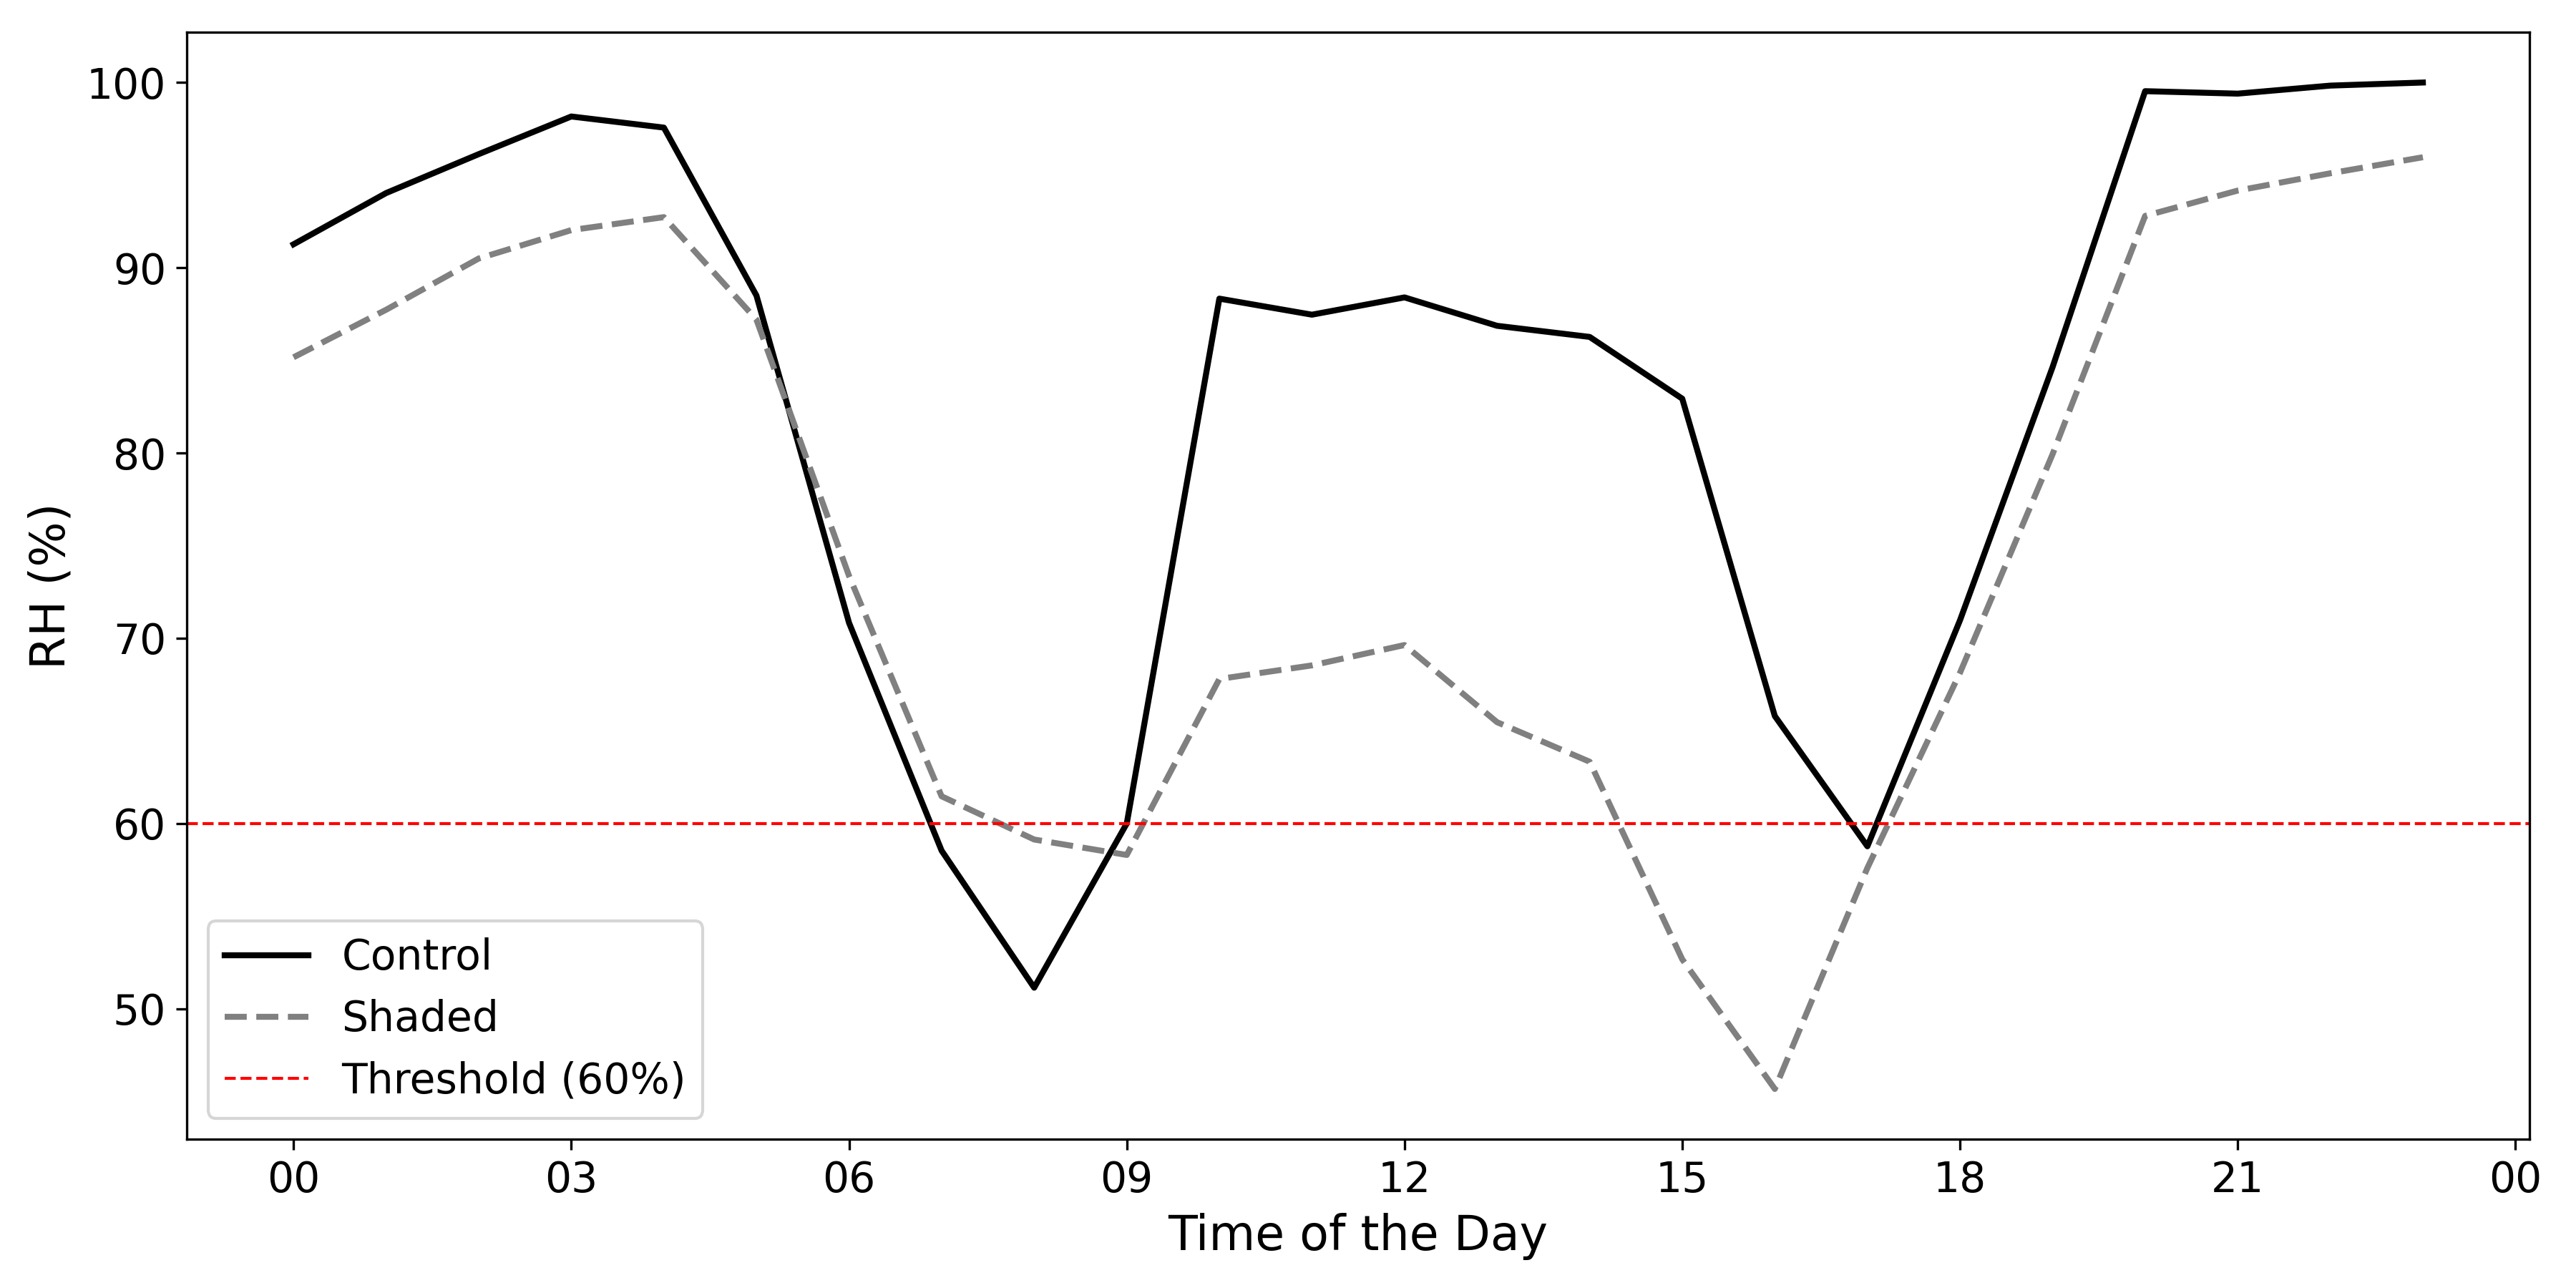 100
90
80
70
60
50
RH (%)
Control
Shaded
Threshold (60%)
00 03 06 09 12 15 18 21 00
Time of the Day